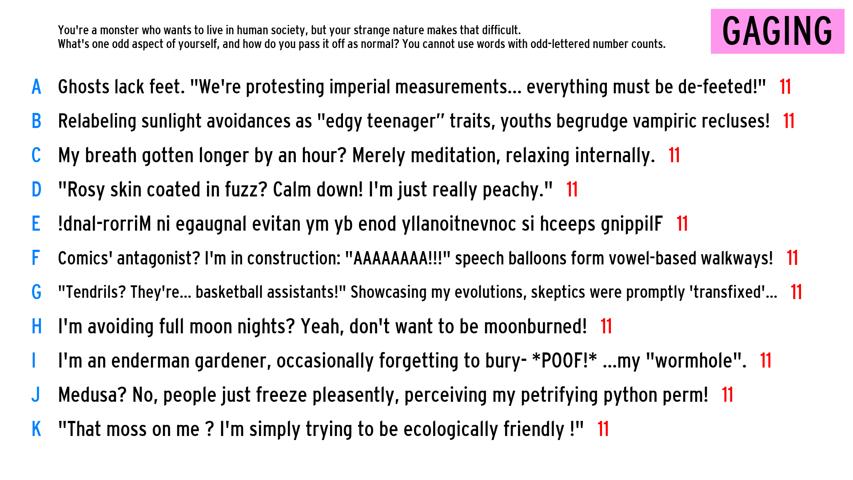 You're a monster who wants to live in human society, but your strange nature makes that difficult.
What's one odd aspect of yourself, and how do you pass it off as normal? You cannot use words with odd-lettered number counts.
GAGING
A Ghosts lack feet. "We're protesting imperial measurements... everything must be de-feeted!" 11
B Relabeling sunlight avoidances as "edgy teenager" traits, youths begrudge vampiric recluses! 11
C My breath gotten longer by an hour? Merely meditation, relaxing internally. 11
D "Rosy skin coated in fuzz? Calm down! I'm just really peachy." 11
E !dnal-rorriM ni egaugnal evitan ym yb enod yllanoitnevnoc si hceeps gnippilF 11
F Comics' antagonist? I'm in construction: "AAAAAAAA!!!" speech balloons form vowel-based walkways! 11
G "Tendrils? They're... basketball assistants!" Showcasing my evolutions, skeptics were promptly 'transfixed'... 11
H I'm avoiding full moon nights? Yeah, don't want to be moonburned! 11
I I'm an enderman gardener, occasionally forgetting to bury- *POOF!* ...my "wormhole". 11
J Medusa? No, people just freeze pleasently, perceiving my petrifying python perm! 11
K "That moss on me ? I'm simply trying to be ecologically friendly !" 11